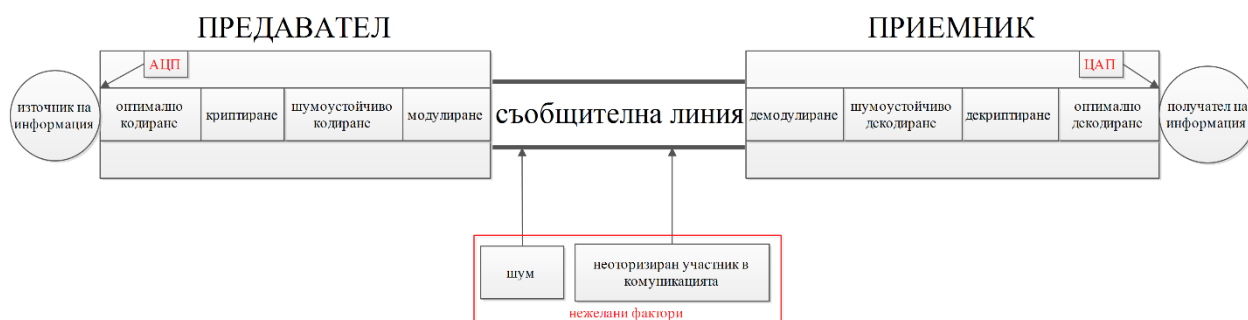 ПРЕДАВАТЕЛ
ПРИЕМНИК
АЦП
ЦАП
източник на
информация
оптимално
кодиране
криптиране
шумоустойчиво
кодиране
модулиране
съобщителна линия
демодулиране
шумоустойчиво
декодиране
декриптиране
оптимално
декодиране
получател на
информация
шум
неоторизиран участник в
комуникацията
нежелани фактори